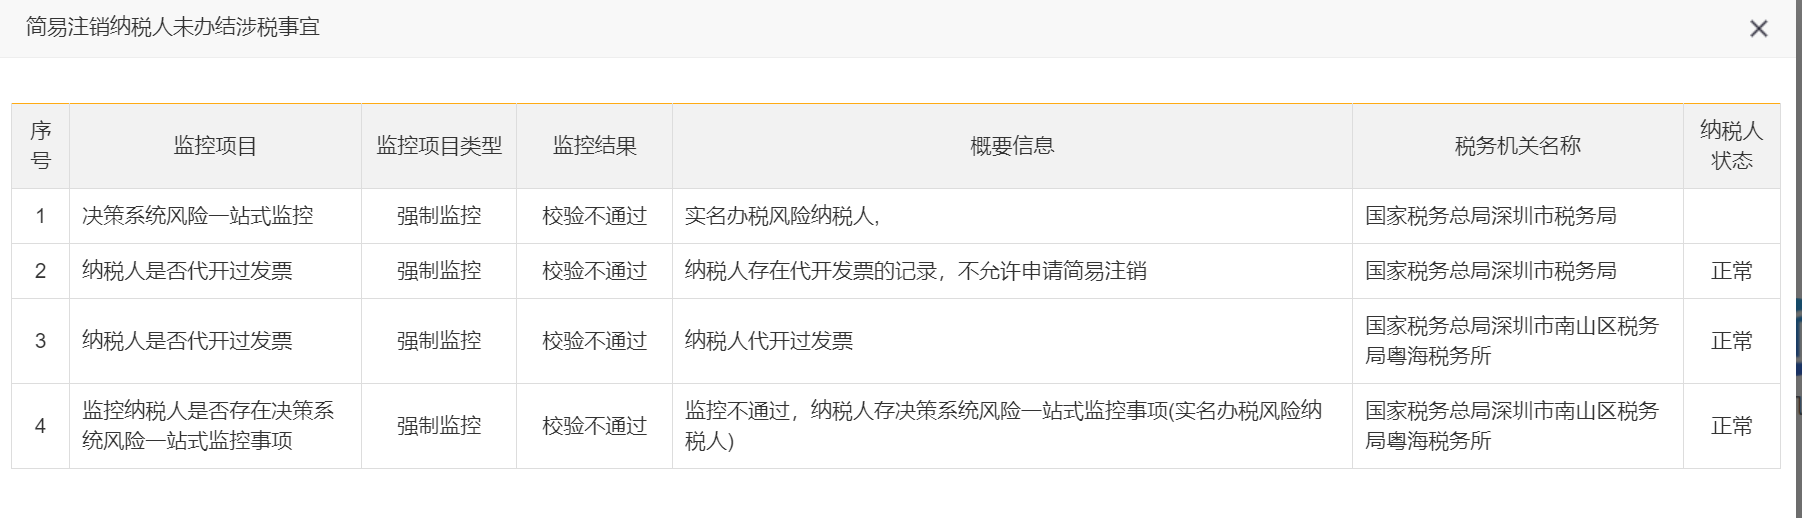 简易注销纳税人未办结涉税事宜
序号
监控项目
监控项目类型
监控结果
概要信息
税务机关名称
纳税人
状态
1
决策系统风险一站式监控
强制监控
校验不通过
实名办税风险纳税人,
国家税务总局深圳市税务局
2
纳税人是否代开过发票
强制监控
校验不通过
纳税人存在代开发票的记录，不允许申请简易注销
国家税务总局深圳市税务局
正常
3
纳税人是否代开过发票
强制监控
校验不通过
纳税人代开过发票
国家税务总局深圳市南山区税务
局粤海税务所
正常
4
监控纳税人是否存在决策系
统风险一站式监控事项
强制监控
校验不通过
监控不通过，纳税人存决策系统风险一站式监控事项(实名办税风险纳
税人)
国家税务总局深圳市南山区税务
局粤海税务所
正常